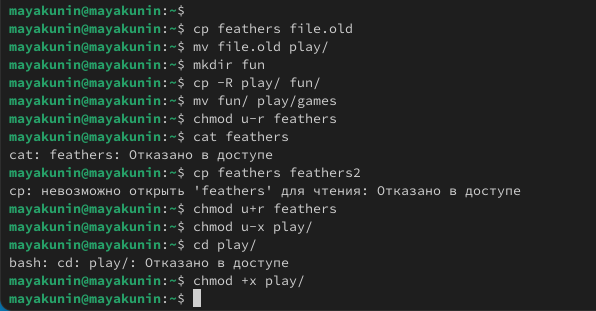 mayakunin@mayakunin:~$
mayakunin@mayakunin:~$ cp feathers file.old
mayakunin@mayakunin:~$ mv file.old play/
mayakunin@mayakunin:~$ mkdir fun
mayakunin@mayakunin:~$ cp -R play/ fun/
mayakunin@mayakunin:~$ mv fun/ play/games
mayakunin@mayakunin:~$ chmod u-r feathers
mayakunin@mayakunin:~$ cat feathers
cat: feathers: Отказано в доступе
mayakunin@mayakunin:~$ cp feathers feathers2
cp: невозможно открыть 'feathers' для чтения: Отказано в доступе
mayakunin@mayakunin:~$ chmod u+r feathers
mayakunin@mayakunin:~$ chmod u-x play/
mayakunin@mayakunin:~$ cd play/
bash: cd: play/: Отказано в доступе
mayakunin@mayakunin:~$ chmod +x play/
mayakunin@mayakunin:~$